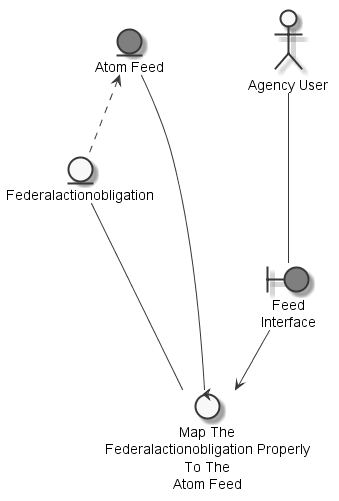 Atom Feed
Agency User
Federalactionobligation
Feed
Interface
Map The
Federalactionobligation Properly
To The
Atom Feed